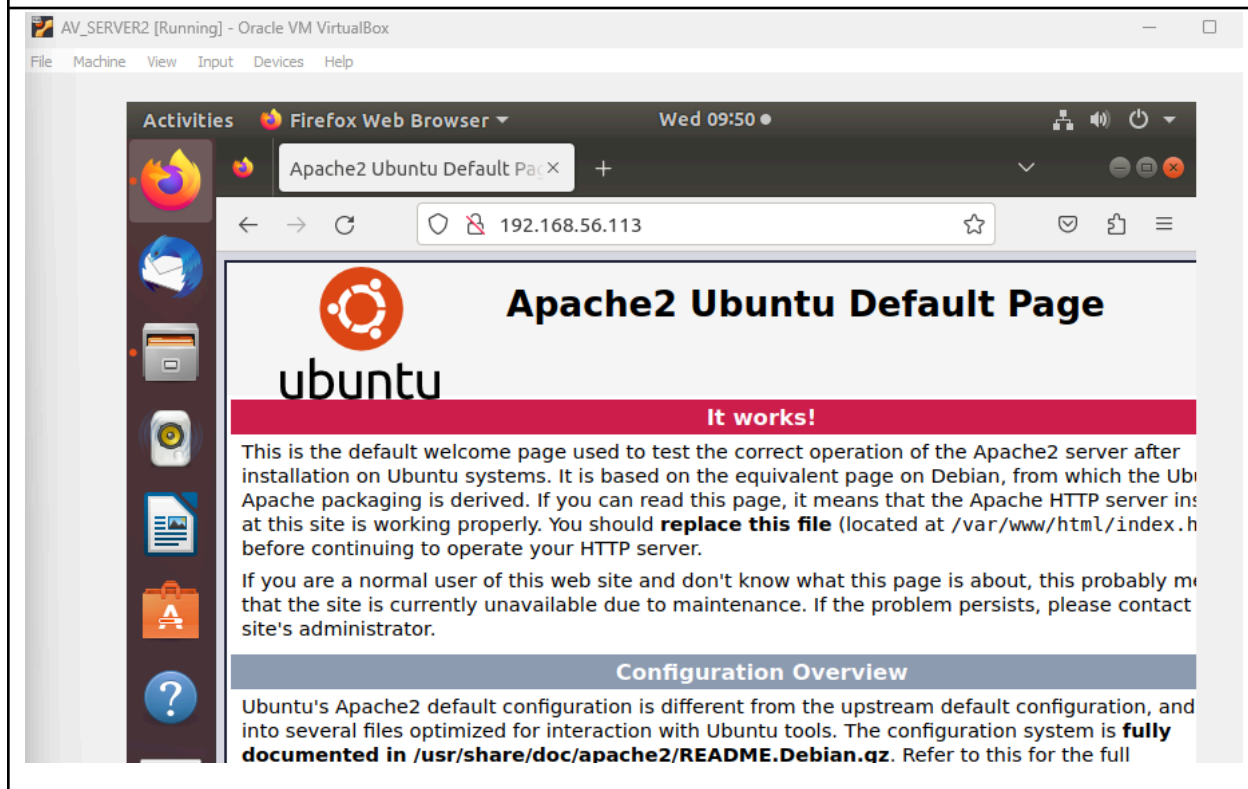 AV_SERVER2 [Running] - Oracle VM VirtualBox
File Machine View Input Devices Help
Activities Firefox Web Browser Wed 09:50
Apache2 Ubuntu Default Pag
192.168.56.113
ubuntu
Apache2 Ubuntu Default Page
It works!
This is the default welcome page used to test the correct operation of the Apache2 server after
installation on Ubuntu systems. It is based on the equivalent page on Debian, from which the Ubu
Apache packaging is derived. If you can read this page, it means that the Apache HTTP server ins
at this site is working properly. You should replace this file (located at /var/www/html/index.h
before continuing to operate your HTTP server.
If you are a normal user of this web site and don't know what this page is about, this probably me
that the site is currently unavailable due to maintenance. If the problem persists, please contact
site's administrator.
Configuration Overview
Ubuntu's Apache2 default configuration is different from the upstream default configuration, and
into several files optimized for interaction with Ubuntu tools. The configuration system is fully
documented in /usr/share/doc/apache2/README.Debian.gz. Refer to this for the full